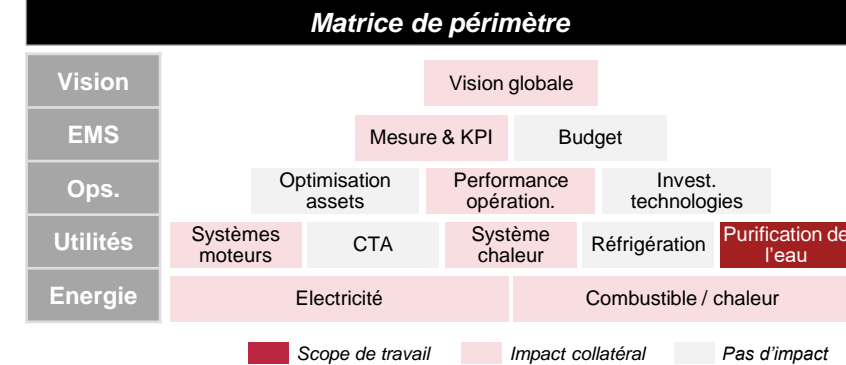 Matrice de périmètre
Vision
Vision globale
EMS
Mesure & KPI
Budget
Ops.
Optimisation
assets
Performance
opération.
Invest.
technologies
Utilités
Systèmes
moteurs
CTA
Système
chaleur
Réfrigération
Purification de
l'eau
Energie
Electricité
Combustible / chaleur
Scope de travail
Impact collatéral
Pas d'impact